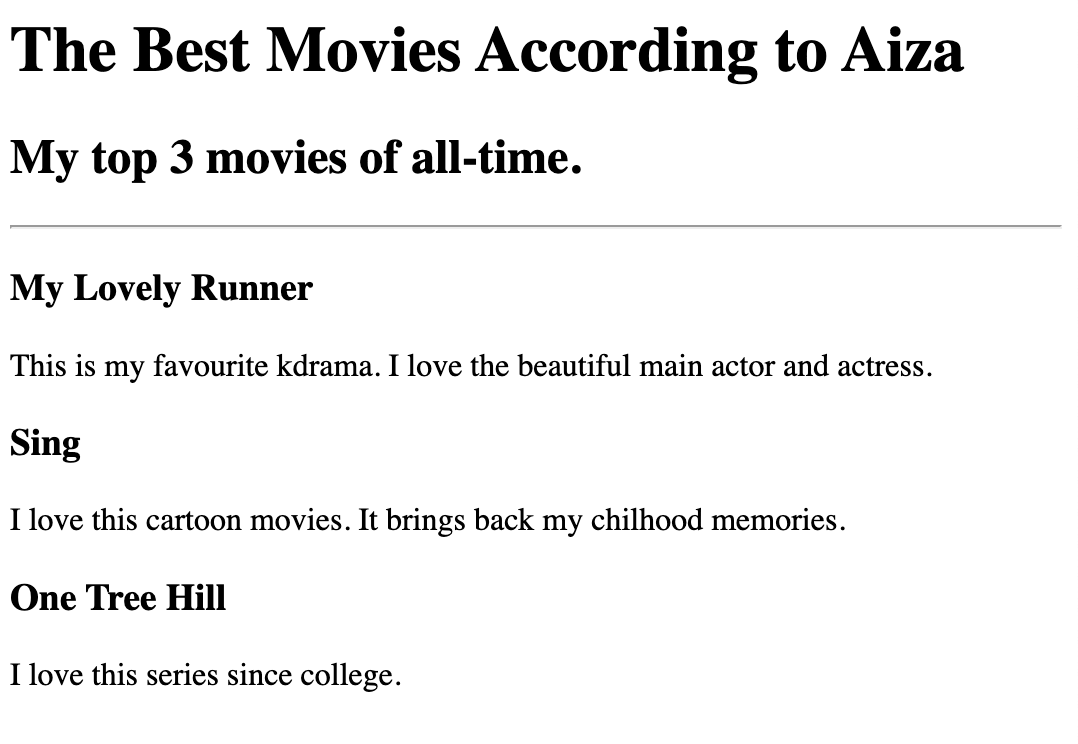 The Best Movies According to Aiza
My top 3 movies of all-time.
My Lovely Runner
This is my favourite kdrama. I love the beautiful main actor and actress.
Sing
I love this cartoon movies. It brings back my chilhood memories.
One Tree Hill
I love this series since college.